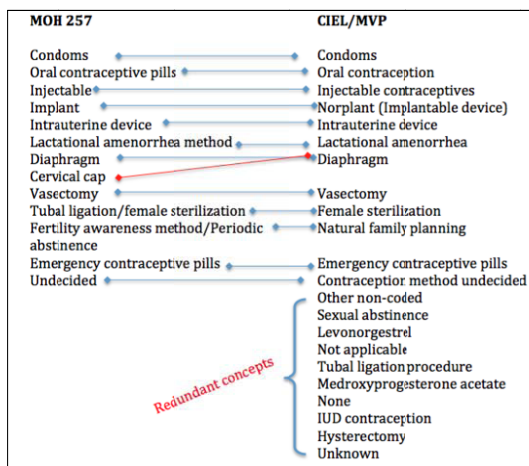 MOH 257 CIEL/MVP
Condoms Condoms
Oral contraceptive pills Oral contraception
Injectable Injectable contraceptives
Implant Norplant (Implantable device)
Intrauterine device Intrauterine device
Lactational amenorrhea method Lactational amenorrhea
Diaphragm Diaphragm
Cervical cap
Vasectomy Vasectomy
Tubal ligation/female sterilization Female sterilization
Fertility awareness method/Periodic Natural family planning
abstinence
Emergency contraceptive pills Emergency contraceptive pills
Undecided Contraception method undecided
Other non-coded
Sexual abstinence
Levonorgestrel
Not applicable
Tubal ligation procedure
Medroxyprogesterone acetate
None
IUD contraception
Hysterectomy
Unknown
Redundant concepts